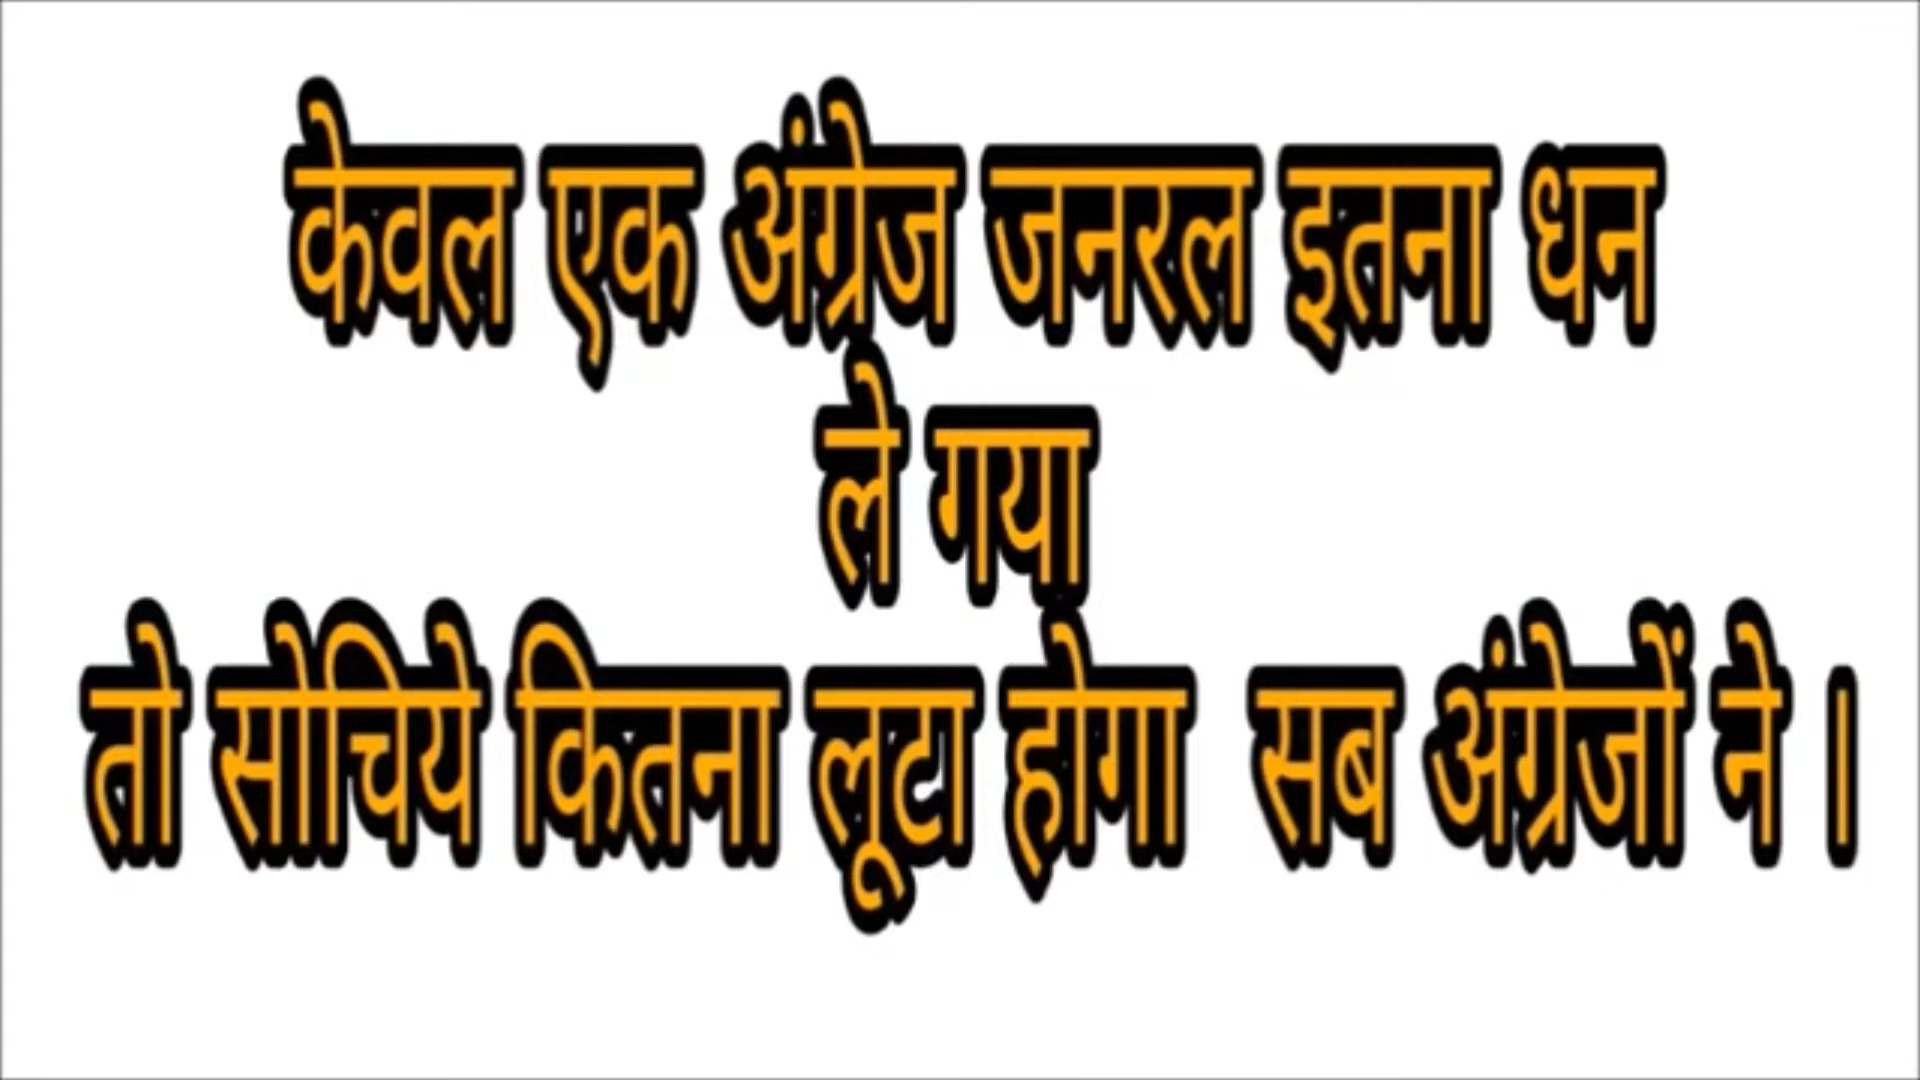 केवल एक अंग्रेज जनरल इतना धन
ले गया
तो सोचिये कितना लूटा होगा सब अंग्रेजों ने ।